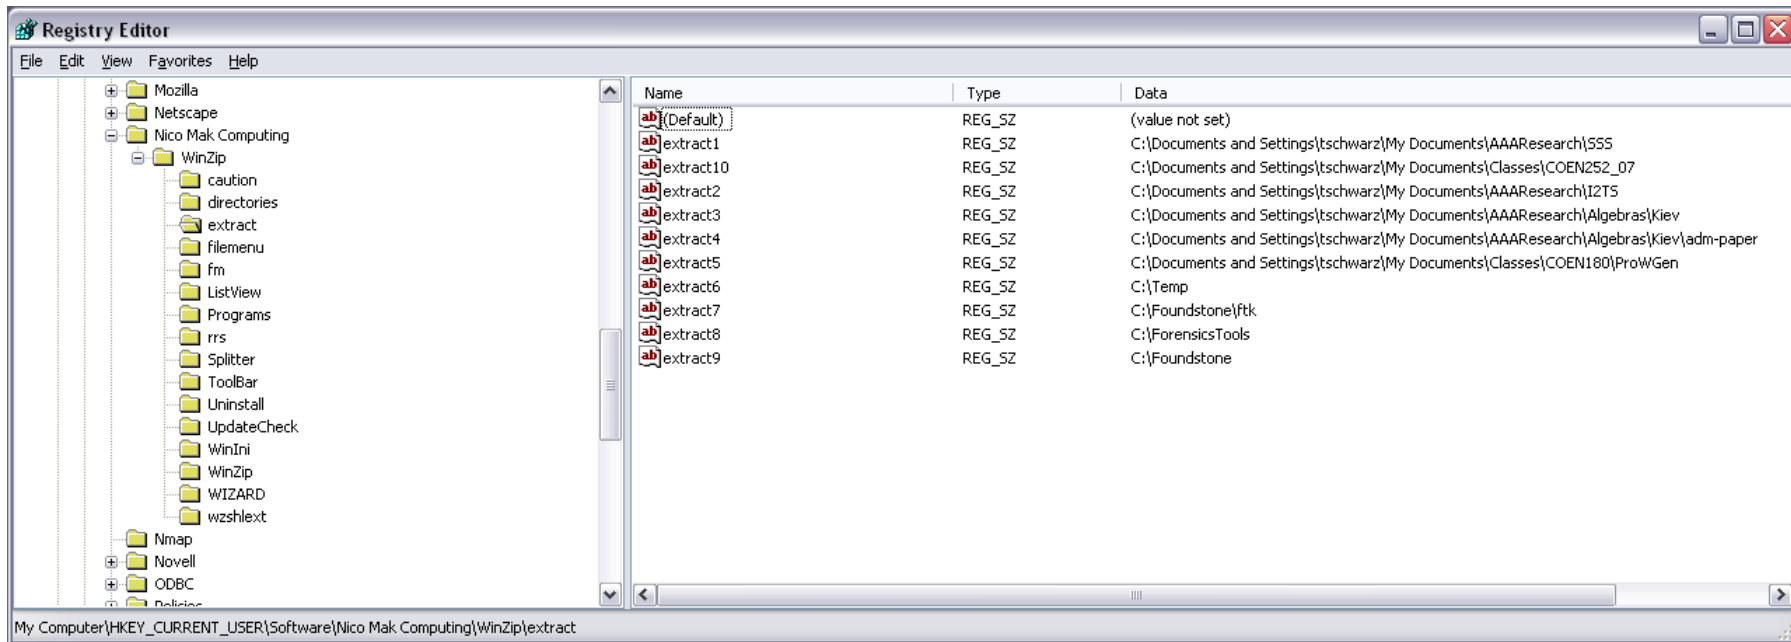 Registry Editor
File Edit View Favorites Help
Mozilla
Netscape
Nico Mak Computing
WinZip
caution
directories
extract
filemenu
fm
ListView
Programs
rrs
Splitter
ToolBar
Uninstall
UpdateCheck
WinIni
WinZip
WIZARD
wzshlext
Nmap
Novell
ODBC
Policies
Name Type Data
(Default) REG_SZ (value not set)
extract1 REG_SZ C:\Documents and Settings\tschwarz\My Documents\AAAResearch\SSS
extract10 REG_SZ C:\Documents and Settings\tschwarz\My Documents\Classes\COEN252_07
extract2 REG_SZ C:\Documents and Settings\tschwarz\My Documents\AAAResearch\I2TS
extract3 REG_SZ C:\Documents and Settings\tschwarz\My Documents\AAAResearch\Algebras\Kiev
extract4 REG_SZ C:\Documents and Settings\tschwarz\My Documents\AAAResearch\Algebras\Kiev\adm-paper
extract5 REG_SZ C:\Documents and Settings\tschwarz\My Documents\Classes\COEN180\ProWGen
extract6 REG_SZ C:\Temp
extract7 REG_SZ C:\Foundstone\ftk
extract8 REG_SZ C:\ForensicsTools
extract9 REG_SZ C:\Foundstone
My Computer\HKEY_CURRENT_USER\Software\Nico Mak Computing\WinZip\extract